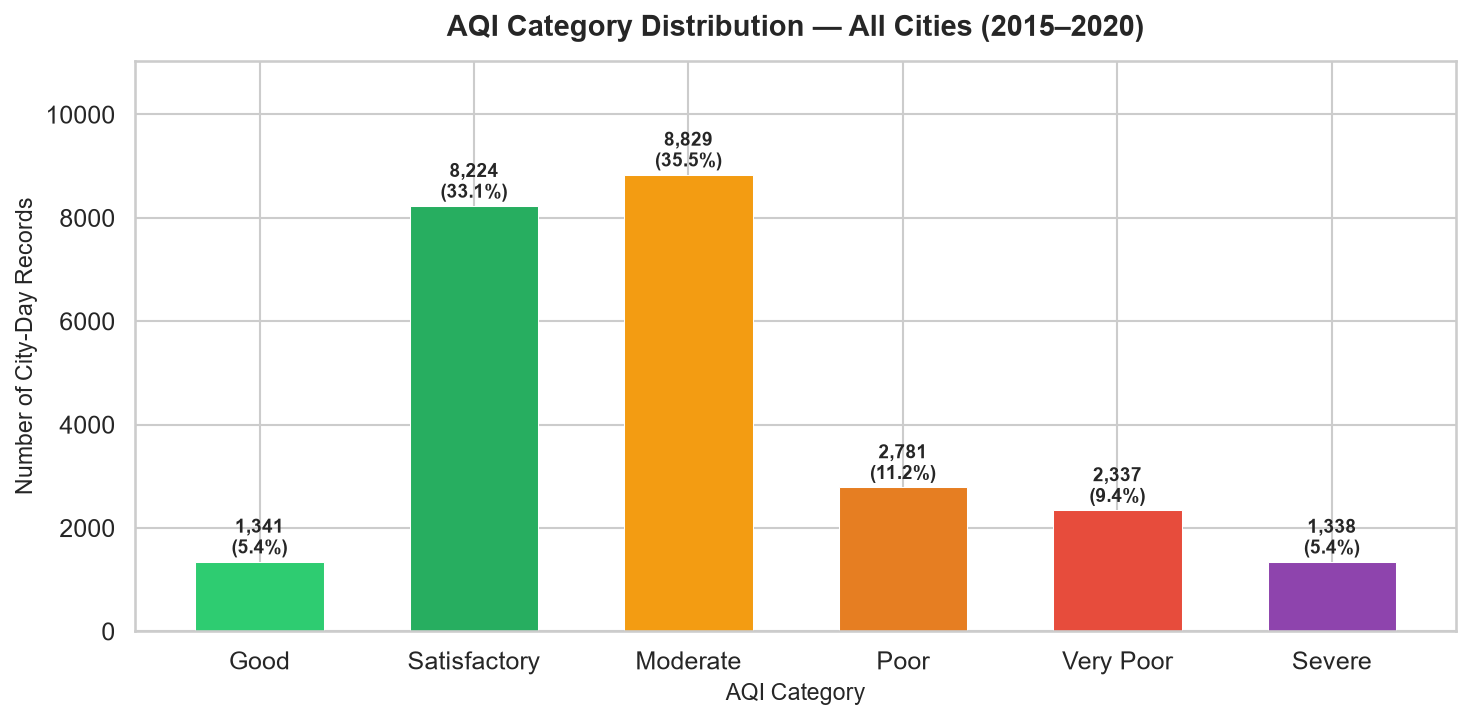 AQI Category Distribution — All Cities (2015–2020)
Number of City-Day Records
10000
8000
6000
4000
2000
0
1,341
(5.4%)
8,224
(33.1%)
8,829
(35.5%)
2,781
(11.2%)
2,337
(9.4%)
1,338
(5.4%)
Good
Satisfactory
Moderate
Poor
Very Poor
Severe
AQI Category